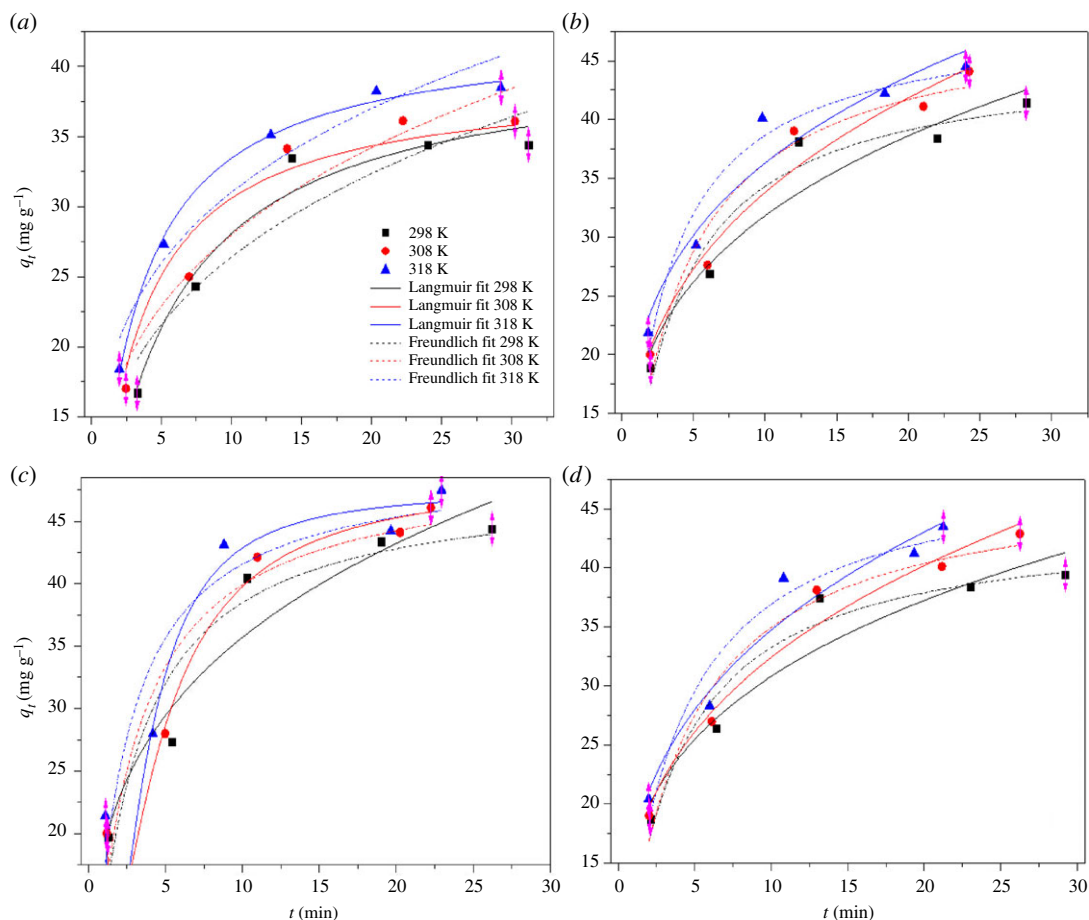 (a)
40
35
30
25
20
15
q_t (mg g⁻¹)
298 K
308 K
318 K
Langmuir fit 298 K
Langmuir fit 308 K
Langmuir fit 318 K
Freundlich fit 298 K
Freundlich fit 308 K
Freundlich fit 318 K
0 5 10 15 20 25 30
(b)
45
40
35
30
25
20
15
0 5 10 15 20 25 30
(c)
45
40
35
30
25
20
q_t (mg g⁻¹)
0 5 10 15 20 25 30
t (min)
(d)
45
40
35
30
25
20
15
0 5 10 15 20 25 30
t (min)